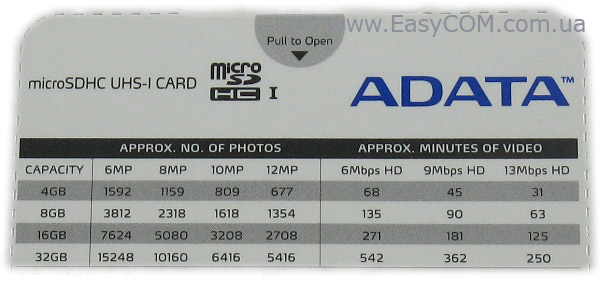 www.EasyCOM.com.ua
Pull to Open
microSDHC UHS-I CARD micro SD HC I ADATA™
APPROX. NO. OF PHOTOS APPROX. MINUTES OF VIDEO
CAPACITY 6MP 8MP 10MP 12MP 6Mbps HD 9Mbps HD 13Mbps HD
4GB 1592 1159 809 677 68 45 31
8GB 3812 2318 1618 1354 135 90 63
16GB 7624 5080 3208 2708 271 181 125
32GB 15248 10160 6416 5416 542 362 250